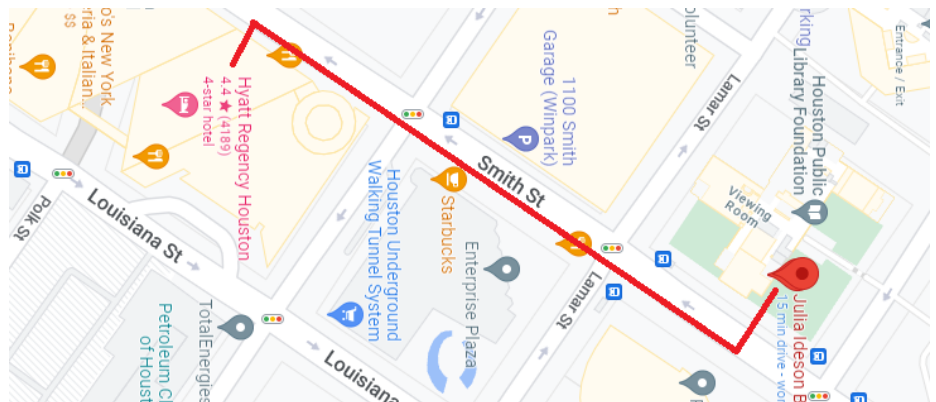 o's New York
ria & Italian...
$$
Hyatt Regency Houston
4.4★ (4189)
4-star hotel
Louisiana St
Polk St
Petroleum Cl
of Houst
TotalEnergies
Houston Underground
Walking Tunnel System
Starbucks
Enterprise Plaza
Louisiana
Smith St
1100 Smith
Garage (Winpark)
olunteer
Lamar St
Lamar St
rking
Houston Public
Library Foundation
Viewing
Room
Entrance / Exit
Julia Ideson B
15 min drive - wor
P